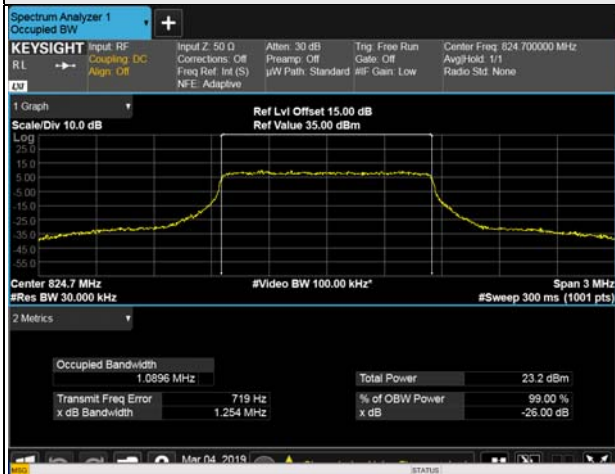 Spectrum Analyzer 1
Occupied BW
KEYSIGHT
RL
LXI
Input: RF
Coupling: DC
Align: Off
Input Z: 50 Ω
Corrections: Off
Freq Ref: Int (S)
NFE: Adaptive
Atten: 30 dB
Preamp: Off
µW Path: Standard
Trig: Free Run
Gate: Off
#IF Gain: Low
Center Freq: 824.700000 MHz
Avg|Hold: 1/1
Radio Std: None
1 Graph
Scale/Div 10.0 dB
Ref Lvl Offset 15.00 dB
Ref Value 35.00 dBm
Log
25.0
15.0
5.00
-5.00
-15.0
-25.0
-35.0
-45.0
-55.0
Center 824.7 MHz
#Res BW 30.000 kHz
#Video BW 100.00 kHz*
Span 3 MHz
#Sweep 300 ms (1001 pts)
2 Metrics
Occupied Bandwidth
1.0896 MHz
Transmit Freq Error 719 Hz
x dB Bandwidth 1.254 MHz
Total Power 23.2 dBm
% of OBW Power 99.00 %
x dB -26.00 dB
Mar 04, 2019
MSG
STATUS